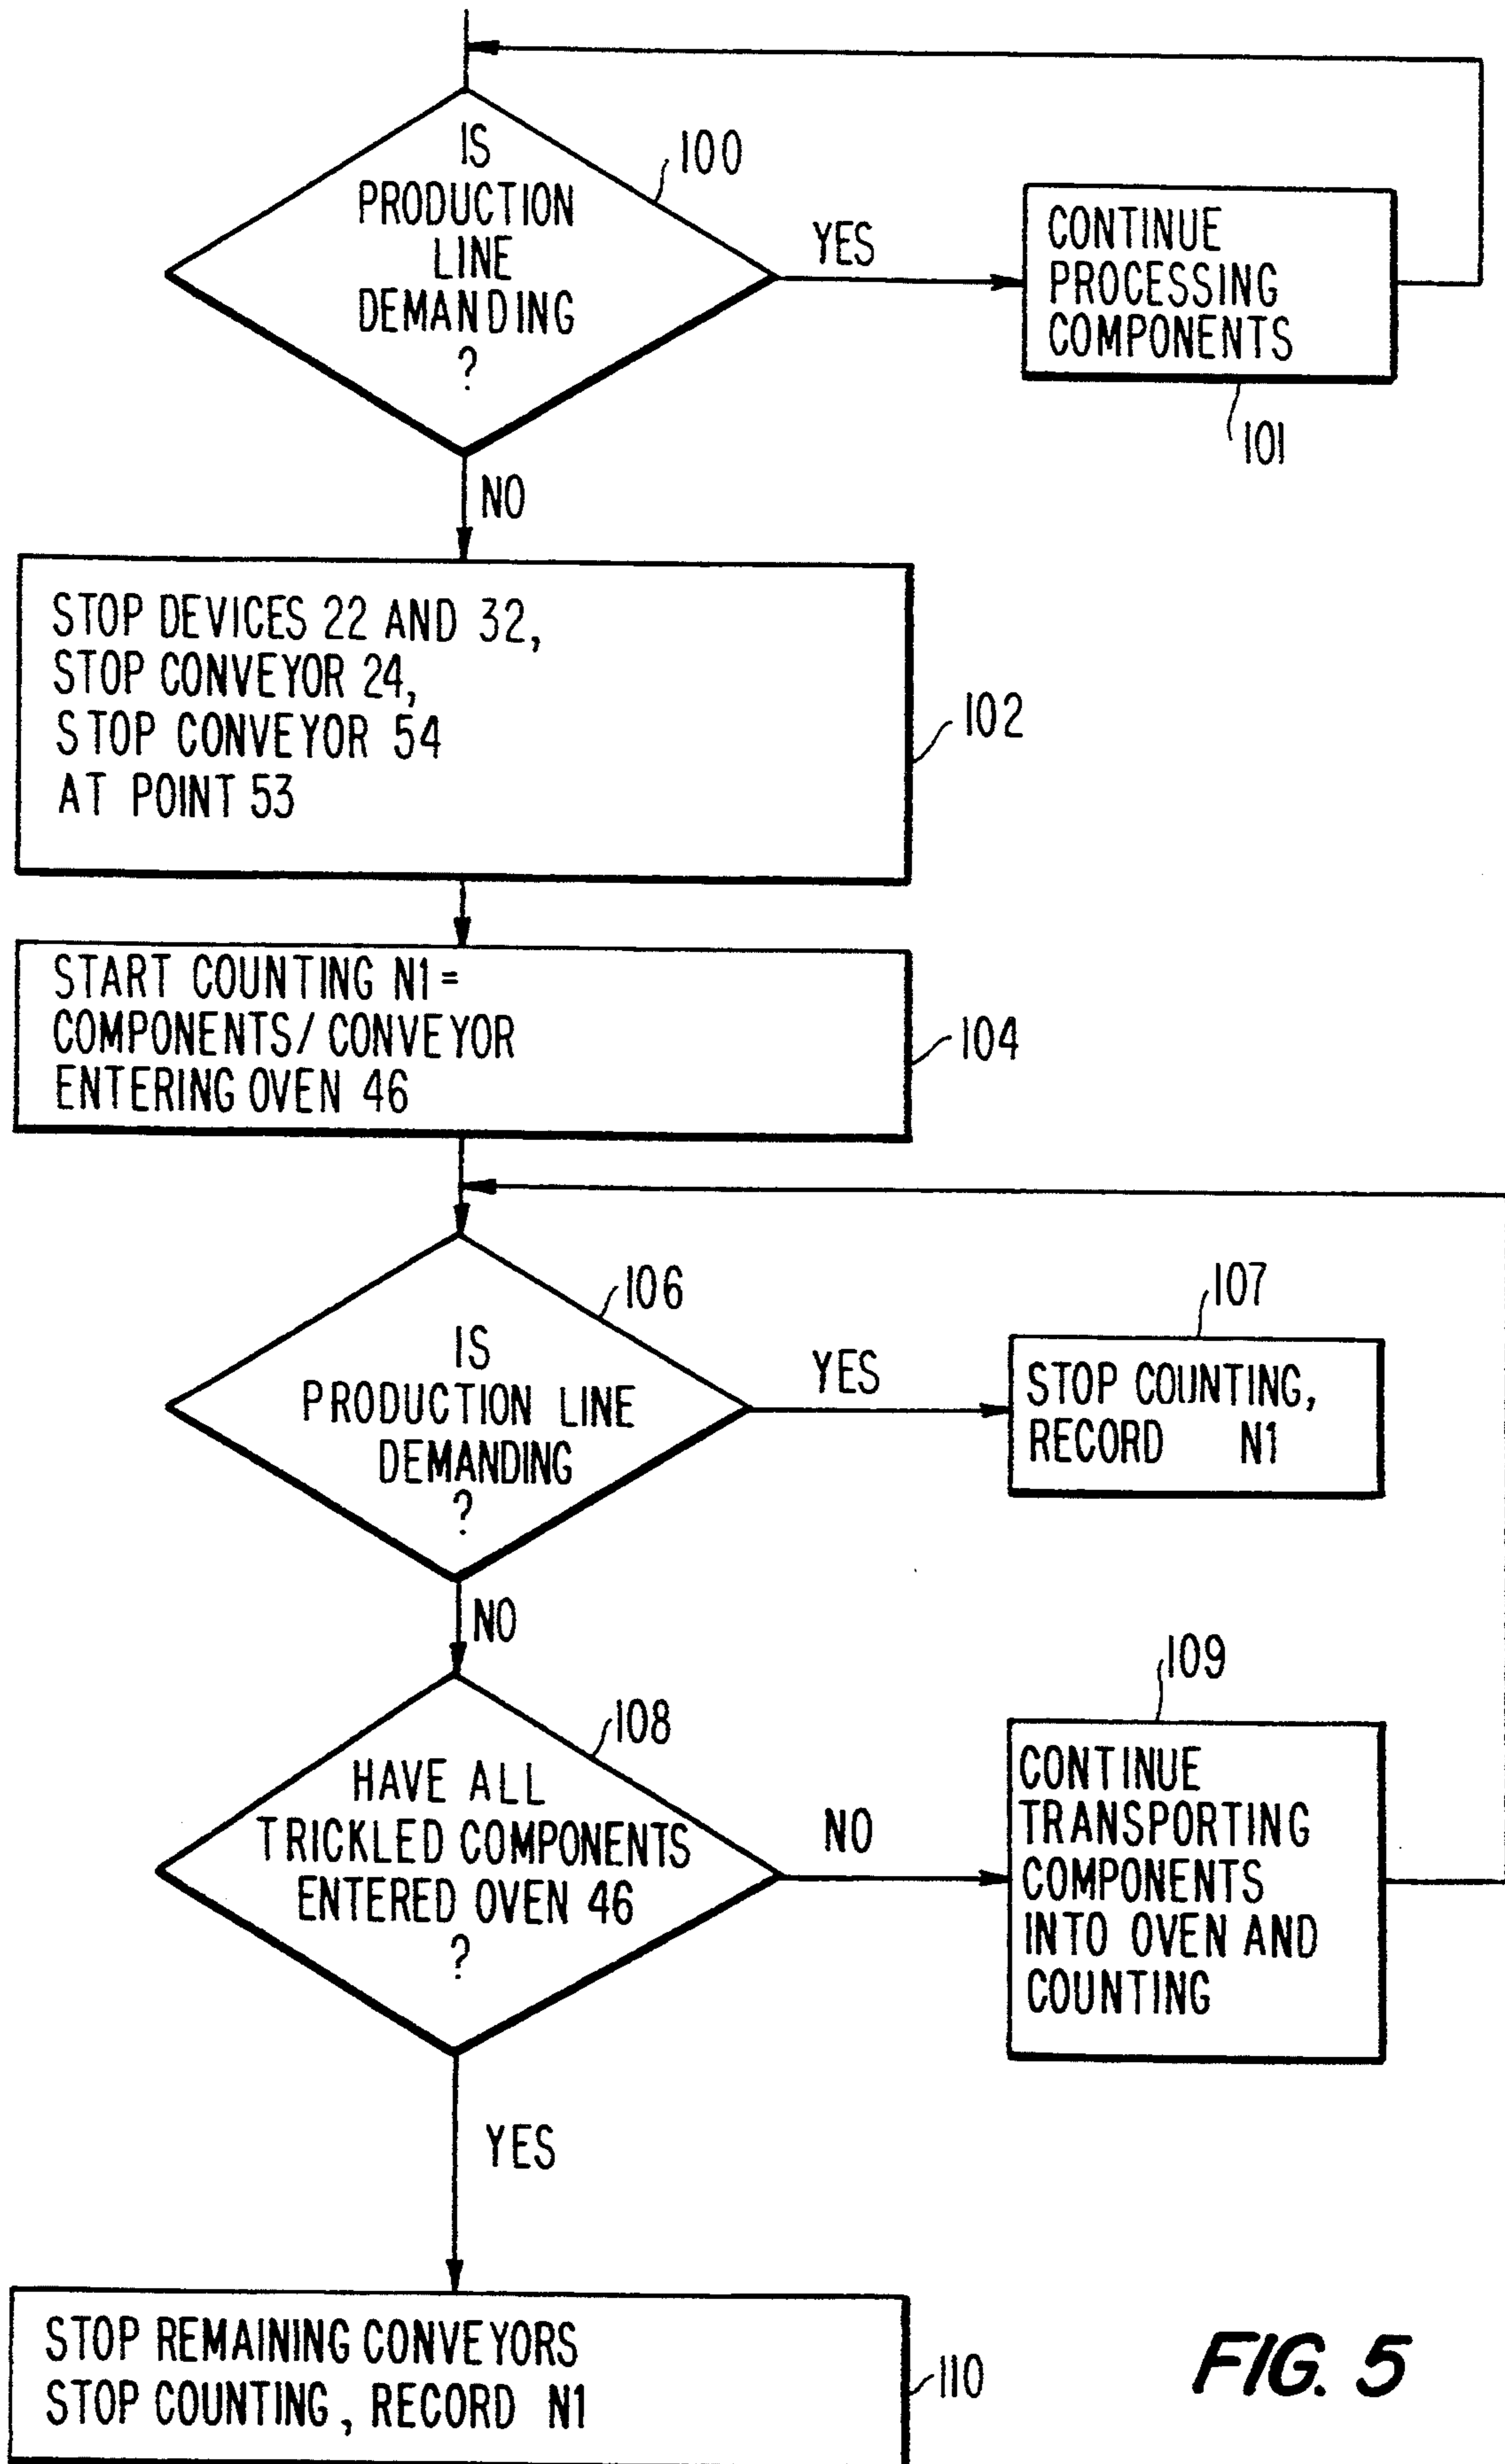 IS
PRODUCTION
LINE
DEMANDING
?
100
YES
CONTINUE
PROCESSING
COMPONENTS
101
NO
STOP DEVICES 22 AND 32,
STOP CONVEYOR 24,
STOP CONVEYOR 54
AT POINT 53
102
START COUNTING N1=
COMPONENTS/CONVEYOR
ENTERING OVEN 46
104
IS
PRODUCTION LINE
DEMANDING
?
106
YES
107
STOP COUNTING,
RECORD N1
NO
HAVE ALL
TRICKLED COMPONENTS
ENTERED OVEN 46
?
108
NO
109
CONTINUE
TRANSPORTING
COMPONENTS
INTO OVEN AND
COUNTING
YES
STOP REMAINING CONVEYORS
STOP COUNTING, RECORD N1
110
FIG. 5